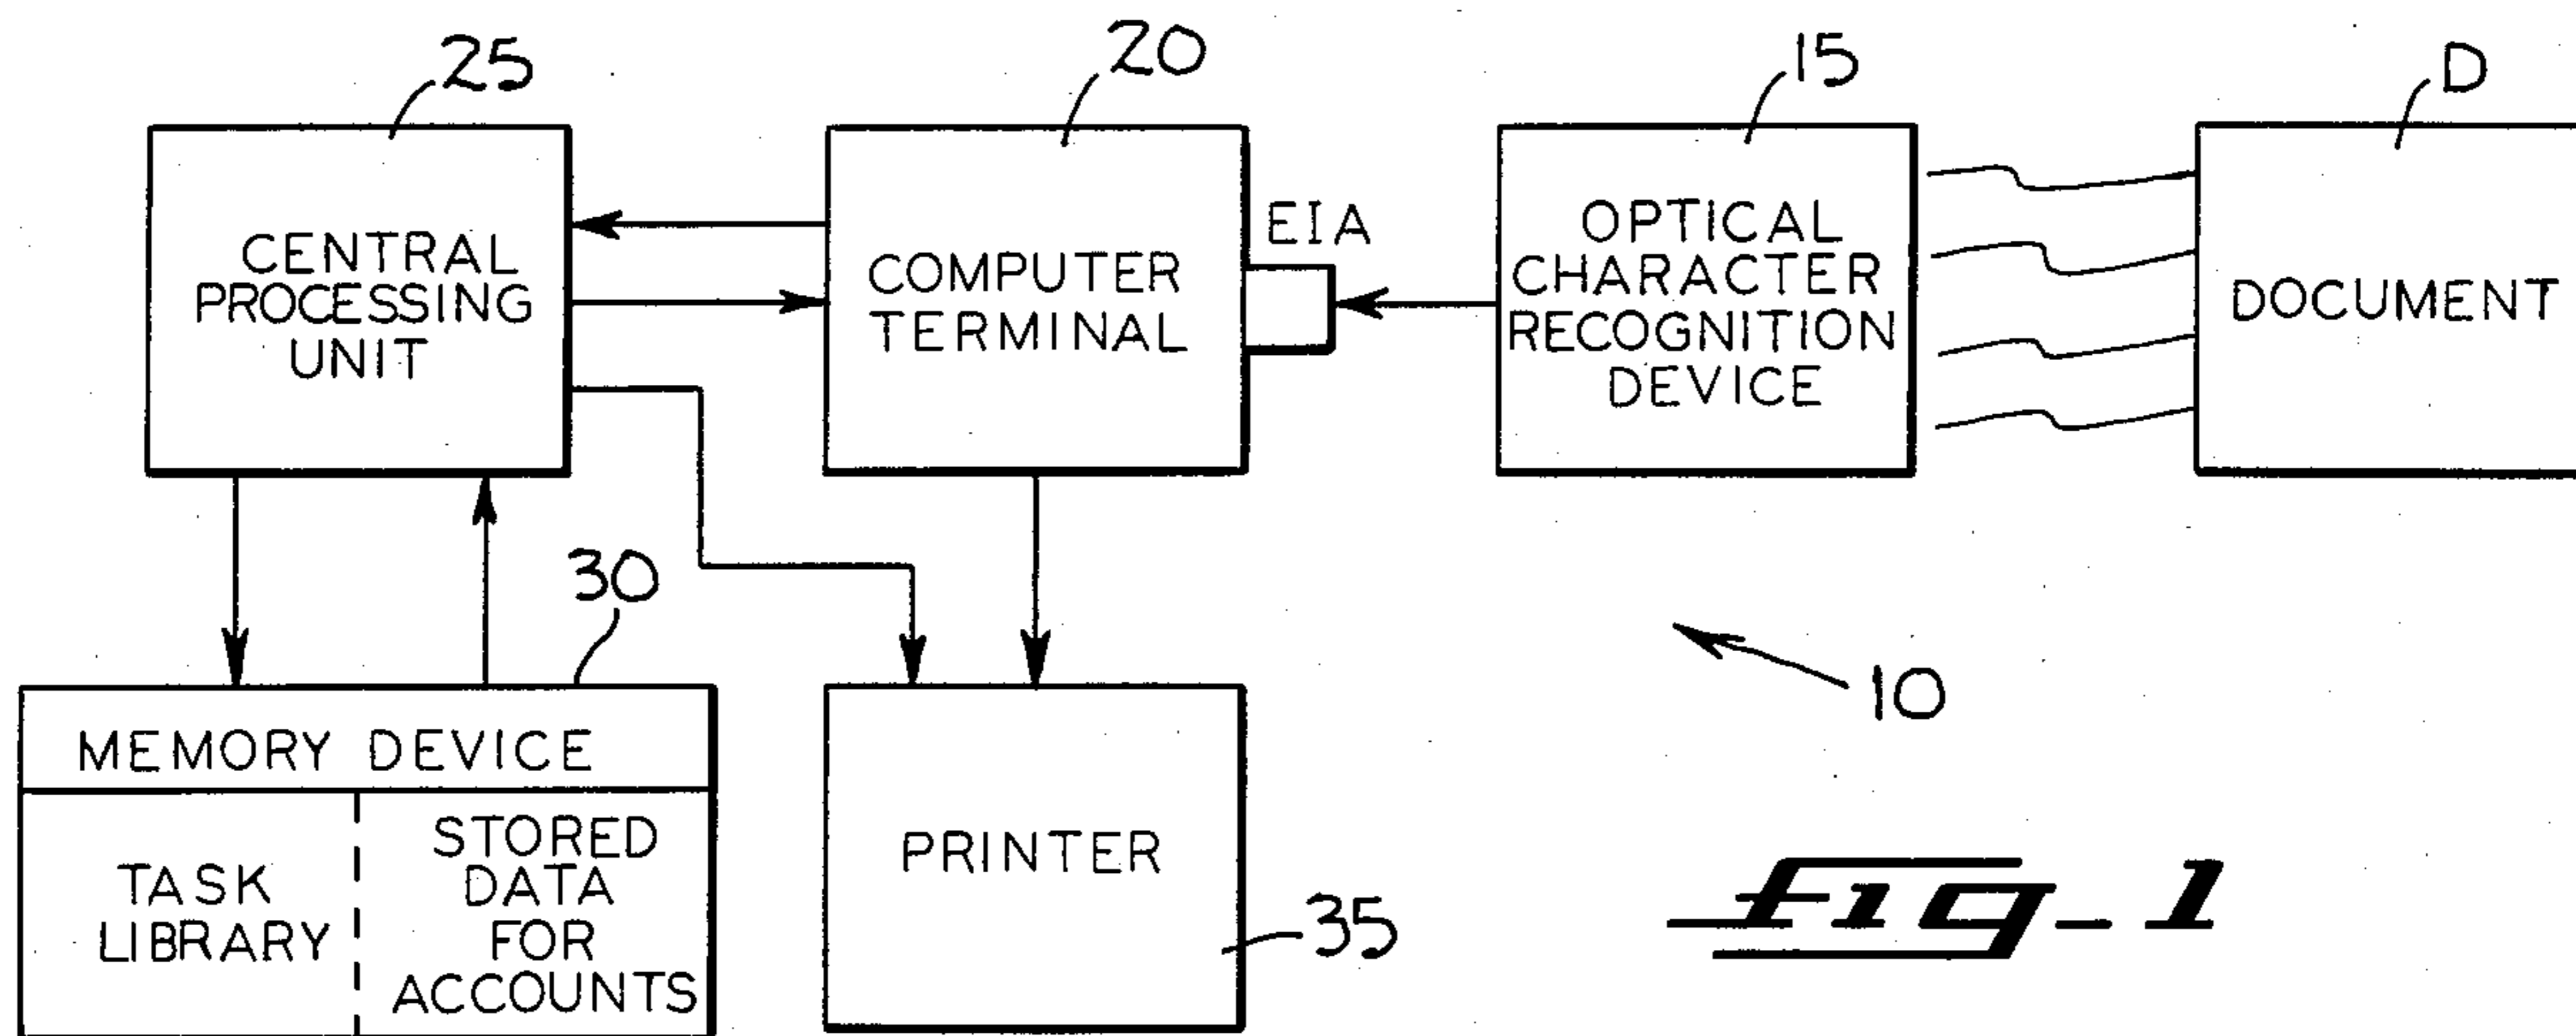 25
20
15
D
CENTRAL
PROCESSING
UNIT
COMPUTER
TERMINAL
EIA
OPTICAL
CHARACTER
RECOGNITION
DEVICE
DOCUMENT
30
10
MEMORY DEVICE
TASK
LIBRARY
STORED
DATA
FOR
ACCOUNTS
PRINTER
35
fig-1